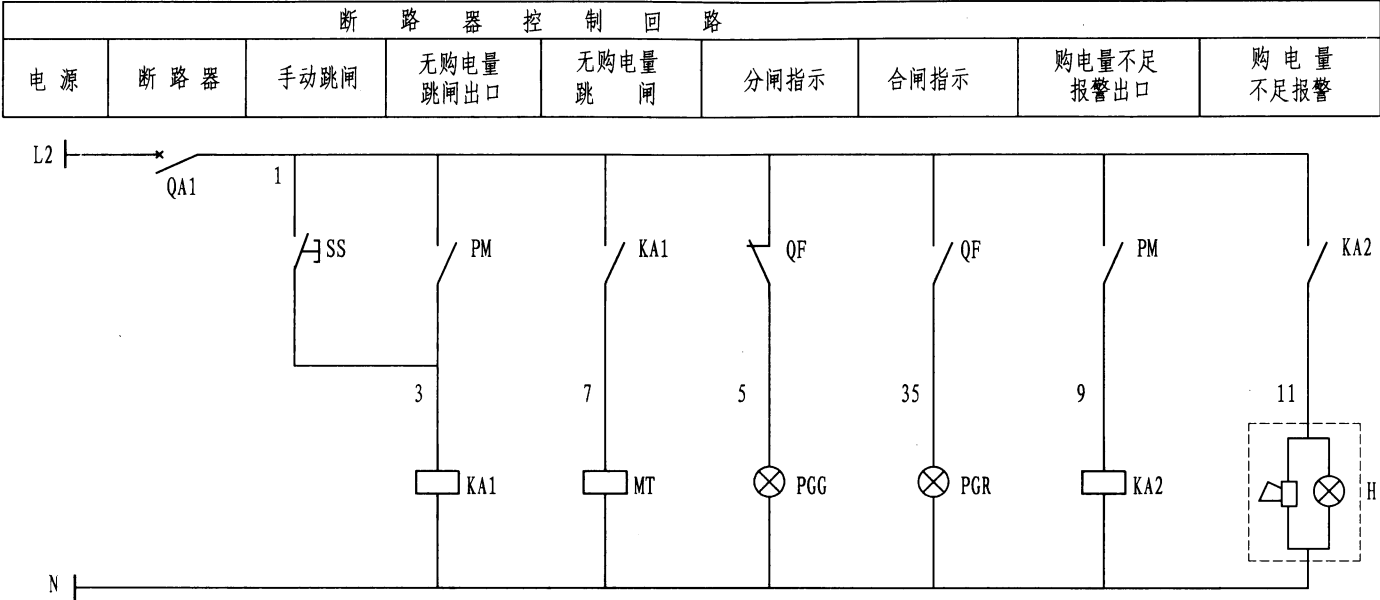 断路器控制回路
电源 断路器 手动跳闸 无购电量 无购电量 分闸指示 合闸指示 购电量不足 购电量
跳闸出口 跳闸 报警出口 不足报警
L2
QA1
1
SS PM KA1 QF QF PM KA2
3 7 5 35 9 11
KA1 MT PGG PGR KA2 H
N